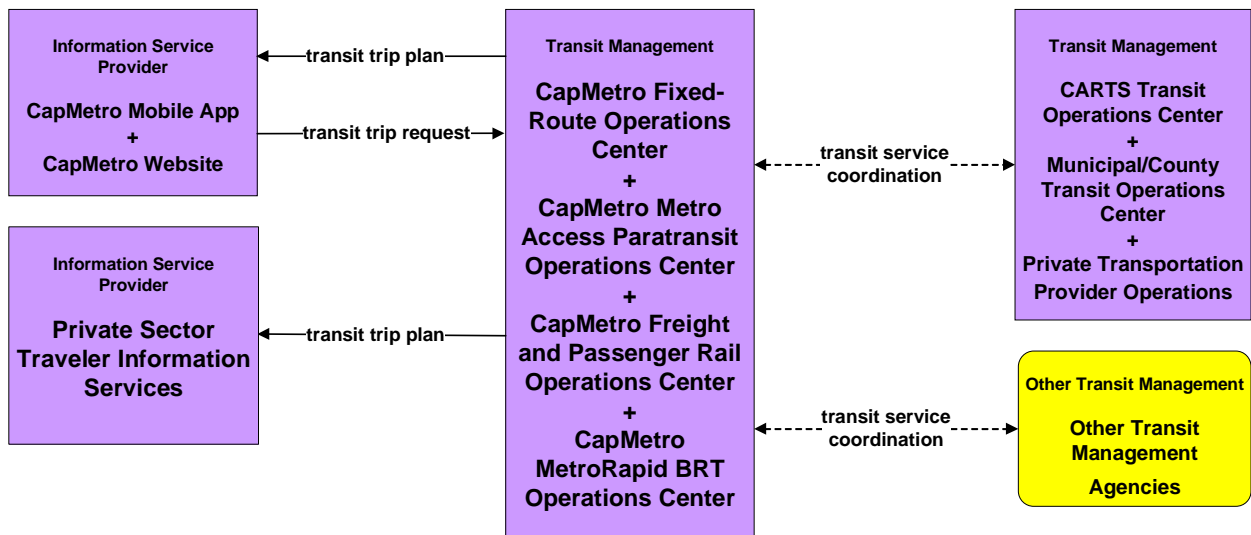 Information Service
Provider
CapMetro Mobile App
+
CapMetro Website
transit trip plan
transit trip request
Information Service
Provider
Private Sector
Traveler Information
Services
transit trip plan
Transit Management
CapMetro Fixed-
Route Operations
Center
+
CapMetro Metro
Access Paratransit
Operations Center
+
CapMetro Freight
and Passenger Rail
Operations Center
+
CapMetro
MetroRapid BRT
Operations Center
transit service
coordination
transit service
coordination
Transit Management
CARTS Transit
Operations Center
+
Municipal/County
Transit Operations
Center
+
Private Transportation
Provider Operations
Other Transit Management
Other Transit
Management
Agencies